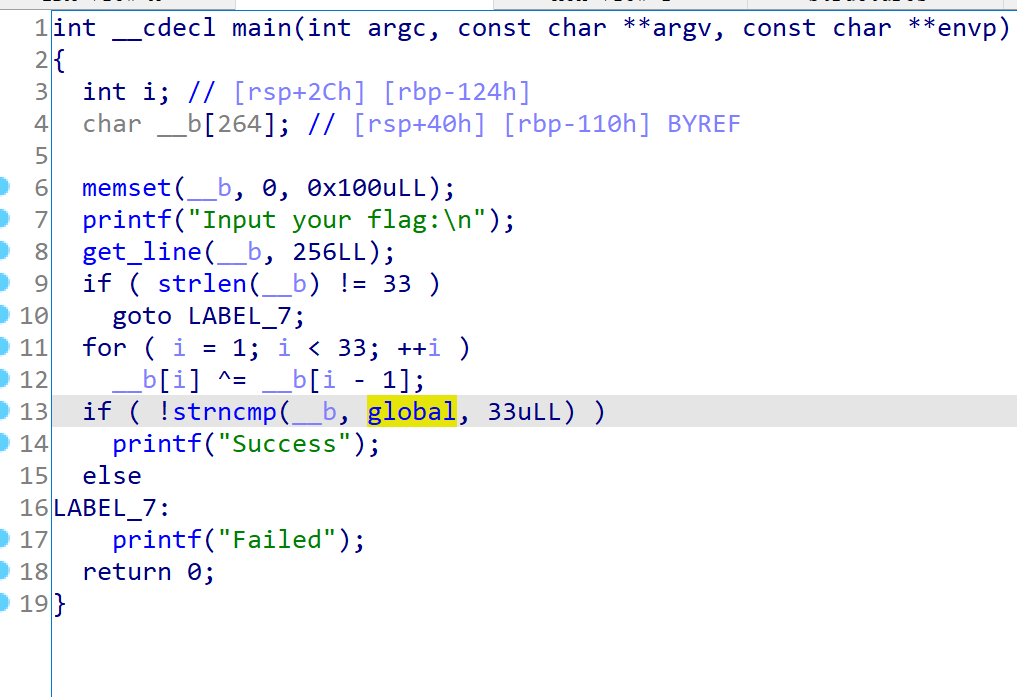 1 int __cdecl main(int argc, const char **argv, const char **envp)
2 {
3   int i; // [rsp+2Ch] [rbp-124h]
4   char __b[264]; // [rsp+40h] [rbp-110h] BYREF
5
6   memset(__b, 0, 0x100uLL);
7   printf("Input your flag:\n");
8   get_line(__b, 256LL);
9   if ( strlen(__b) != 33 )
10     goto LABEL_7;
11   for ( i = 1; i < 33; ++i )
12     __b[i] ^= __b[i - 1];
13   if ( !strncmp(__b, global, 33uLL) )
14     printf("Success");
15   else
16 LABEL_7:
17     printf("Failed");
18   return 0;
19 }